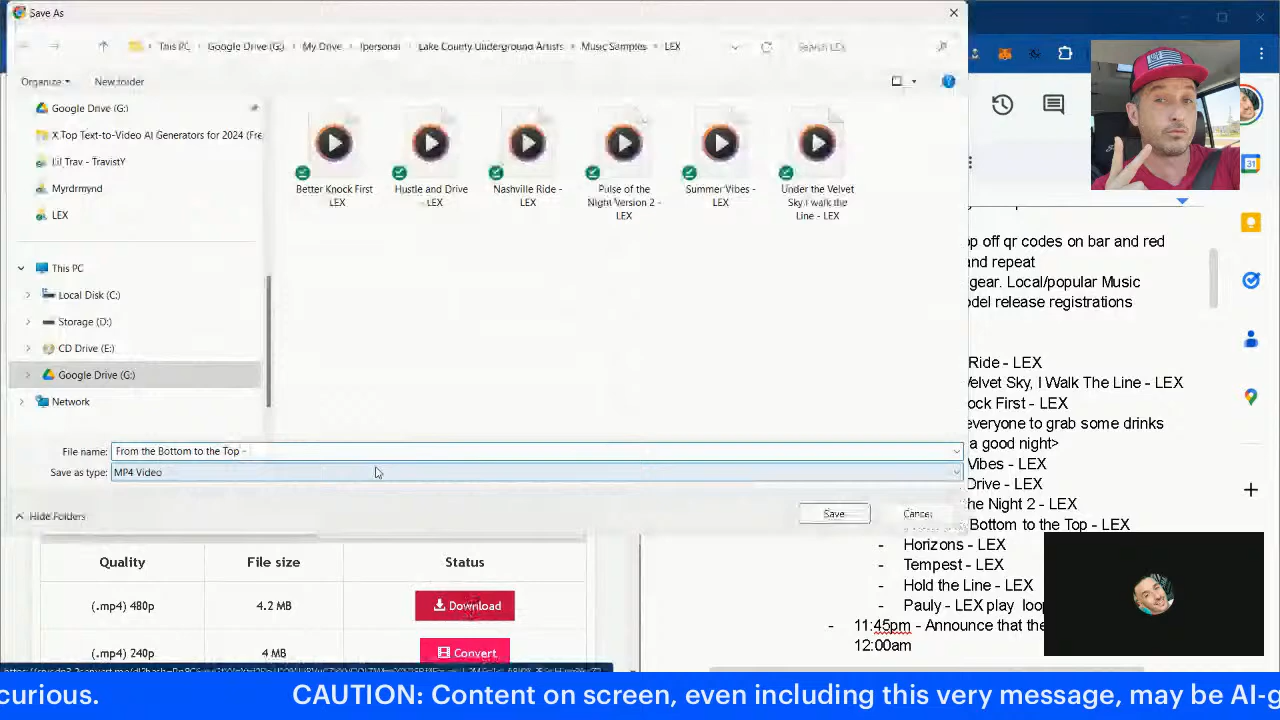 Save As
This PC
Google Drive (G:)
My Drive
Ipersonal
Lake County Underground Artists
Music Samples
LEX
Search LEX
Organize
New folder
Google Drive (G:)
X Top Text-to-Video AI Generators for 2024 (Fre
Lil Trav - TravistY
Myrdrmynd
LEX
This PC
Local Disk (C:)
Storage (D:)
CD Drive (E:)
Google Drive (G:)
Network
Better Knock First
LEX
Hustle and Drive
- LEX
Nashville Ride -
LEX
Pulse of the
Night Version 2 -
LEX
Summer Vibes -
LEX
Under the Velvet
Sky I walk the
Line - LEX
File name:
From the Bottom to the Top -
Save as type:
MP4 Video
Hide Folders
Save
Cancel
op off qr codes on bar and red
and repeat
gear. Local/popular Music
odel release registrations
Ride - LEX
Velvet Sky, I Walk The Line - LEX
ock First - LEX
everyone to grab some drinks
a good night>
Vibes - LEX
Drive - LEX
he Night 2 - LEX
Bottom to the Top - LEX
- Horizons - LEX
- Tempest - LEX
- Hold the Line - LEX
- Pauly - LEX play loop
- 11:45pm - Announce that the
12:00am
Quality
File size
Status
(.mp4) 480p
4.2 MB
Download
(.mp4) 240p
4 MB
Convert
31
curious.
CAUTION: Content on screen, even including this very message, may be AI-g